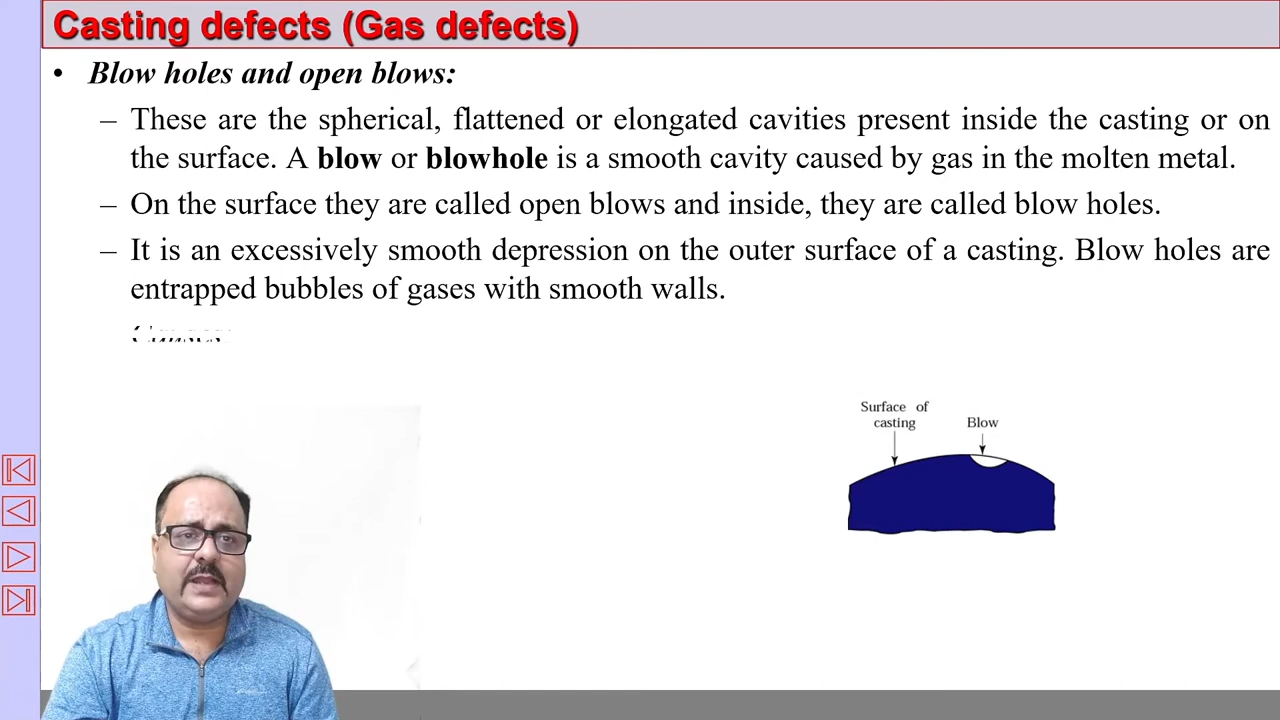 Casting defects (Gas defects)
• Blow holes and open blows:
– These are the spherical, flattened or elongated cavities present inside the casting or on
the surface. A blow or blowhole is a smooth cavity caused by gas in the molten metal.
– On the surface they are called open blows and inside, they are called blow holes.
– It is an excessively smooth depression on the outer surface of a casting. Blow holes are
entrapped bubbles of gases with smooth walls.
Surface of
casting
Blow